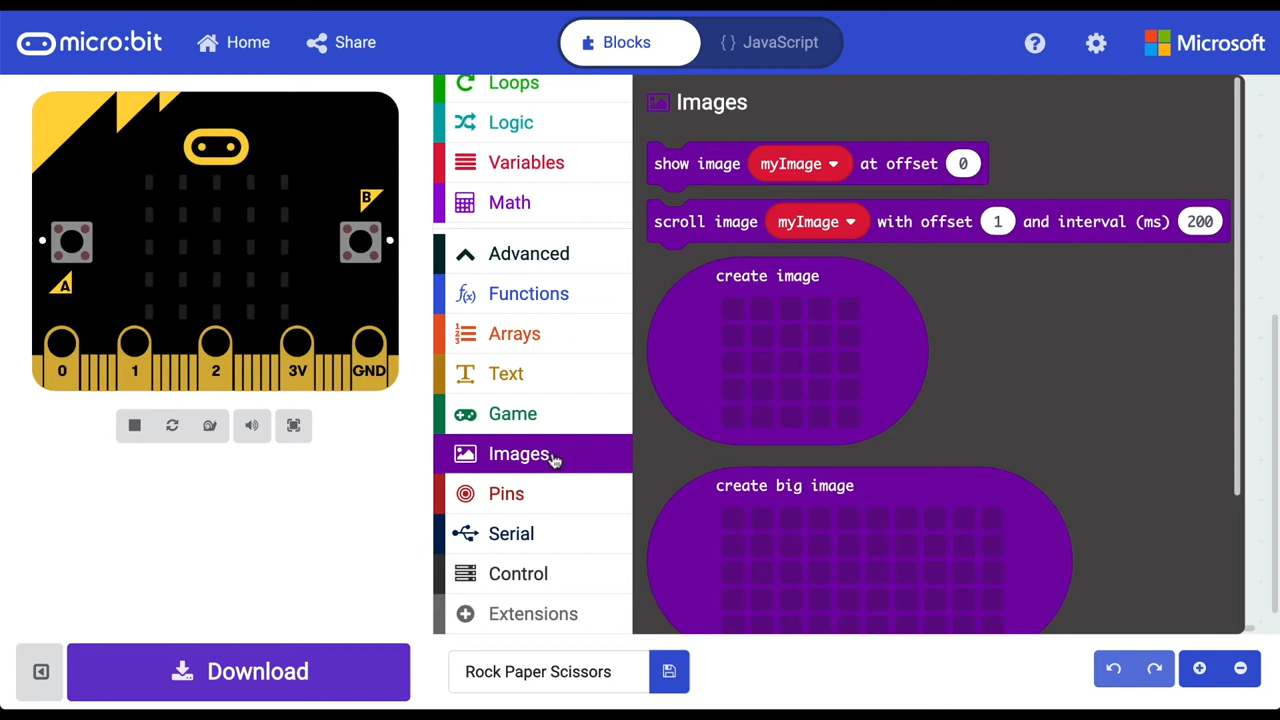 micro:bit
Home
Share
Blocks
{ } JavaScript
?
Microsoft
B
A
0 1 2 3V GND
Download
Loops
Logic
Variables
Math
Advanced
f(x) Functions
Arrays
Text
Game
Images
Pins
Serial
Control
Extensions
Images
show image myImage at offset 0
scroll image myImage with offset 1 and interval (ms) 200
create image
create big image
Rock Paper Scissors